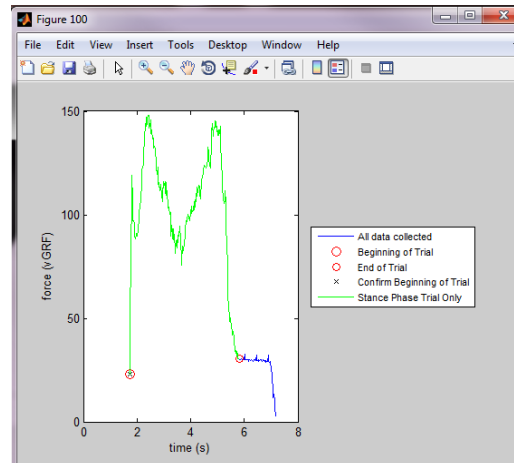 Figure 100
File Edit View Insert Tools Desktop Window Help
150
100
50
0
0 2 4 6 8
force (vGRF)
time (s)
All data collected
Beginning of Trial
End of Trial
Confirm Beginning of Trial
Stance Phase Trial Only